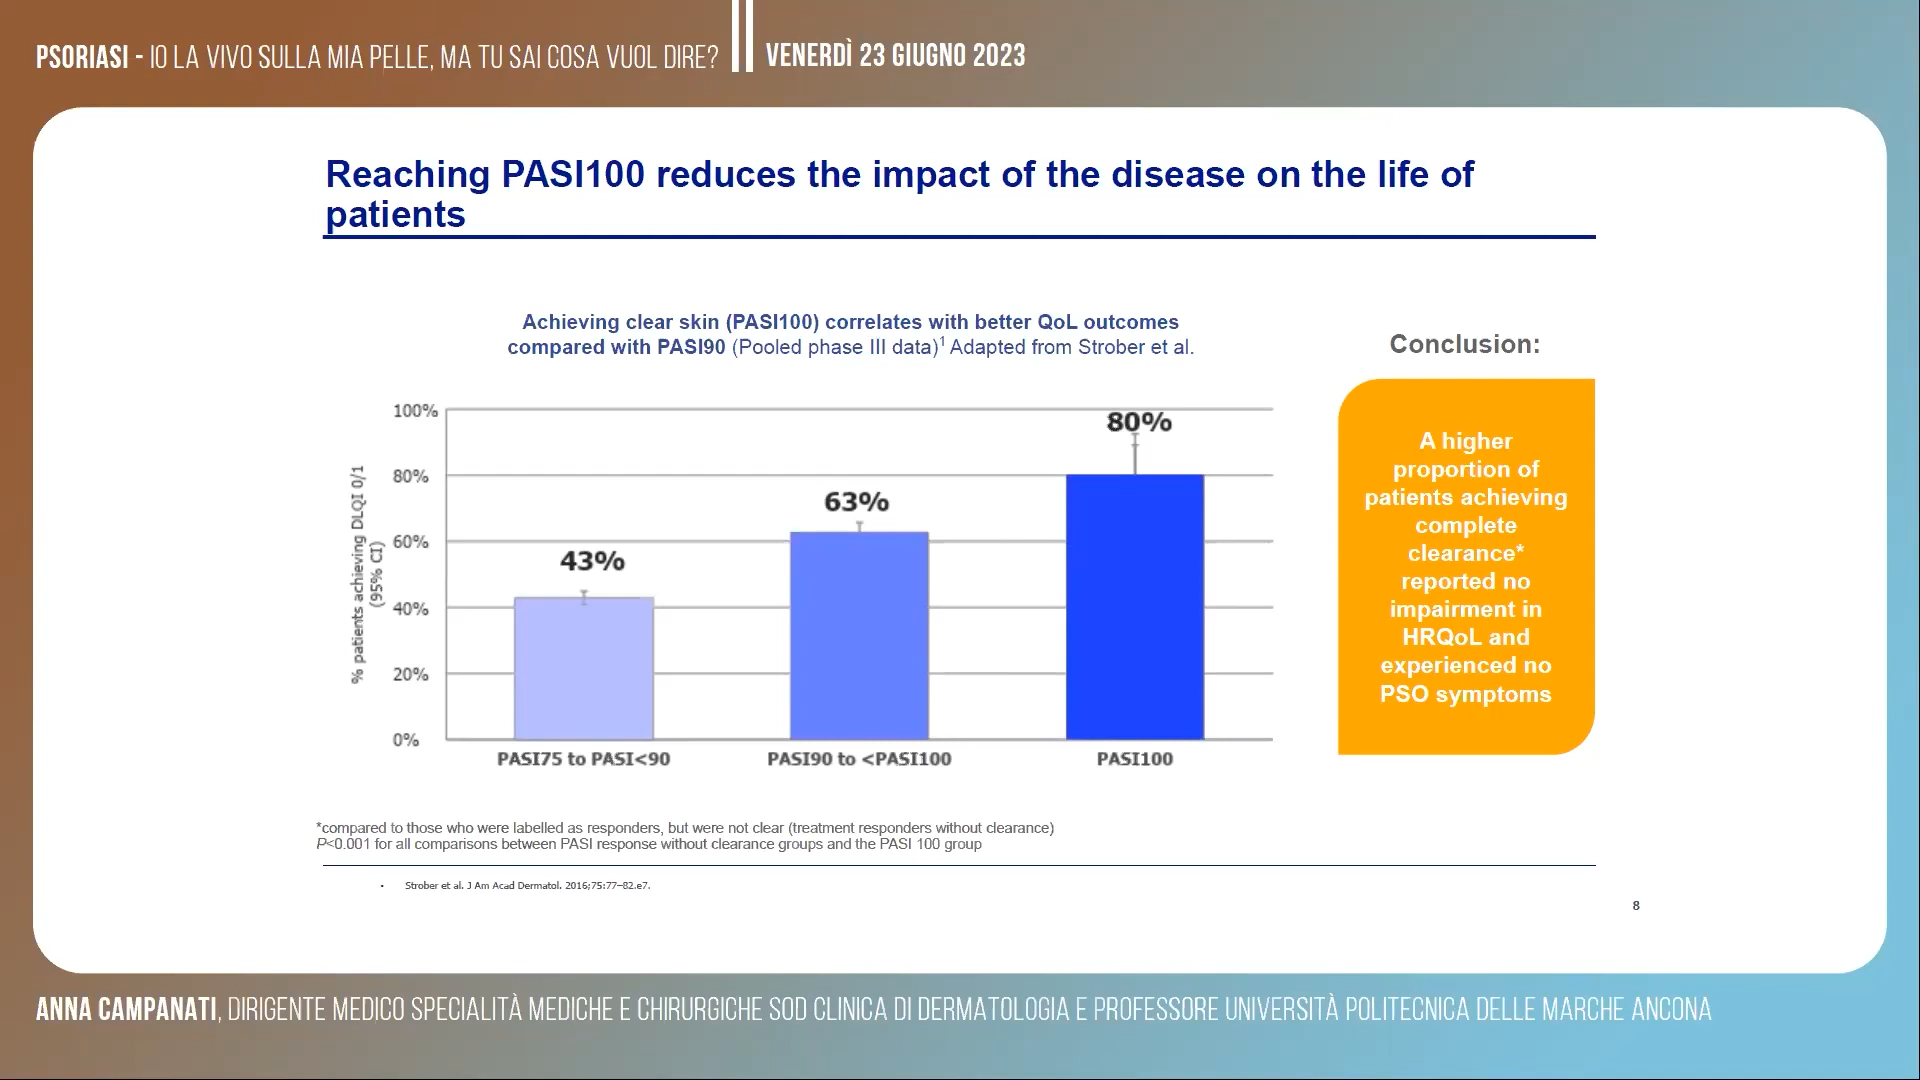 PSORIASI - IO LA VIVO SULLA MIA PELLE, MA TU SAI COSA VUOL DIRE?
VENERDÌ 23 GIUGNO 2023
Reaching PASI100 reduces the impact of the disease on the life of
patients
Achieving clear skin (PASI100) correlates with better QoL outcomes
compared with PASI90 (Pooled phase III data)1 Adapted from Strober et al.
% patients achieving DLQI 0/1
(95% CI)
100%
80%
60%
40%
20%
0%
43%
63%
80%
PASI75 to PASI<90
PASI90 to <PASI100
PASI100
Conclusion:
A higher
proportion of
patients achieving
complete
clearance*
reported no
impairment in
HRQoL and
experienced no
PSO symptoms
*compared to those who were labelled as responders, but were not clear (treatment responders without clearance)
P<0.001 for all comparisons between PASI response without clearance groups and the PASI 100 group
• Strober et al. J Am Acad Dermatol. 2016;75:77–82.e7.
8
ANNA CAMPANATI, DIRIGENTE MEDICO SPECIALITÀ MEDICHE E CHIRURGICHE SOD CLINICA DI DERMATOLOGIA E PROFESSORE UNIVERSITÀ POLITECNICA DELLE MARCHE ANCONA